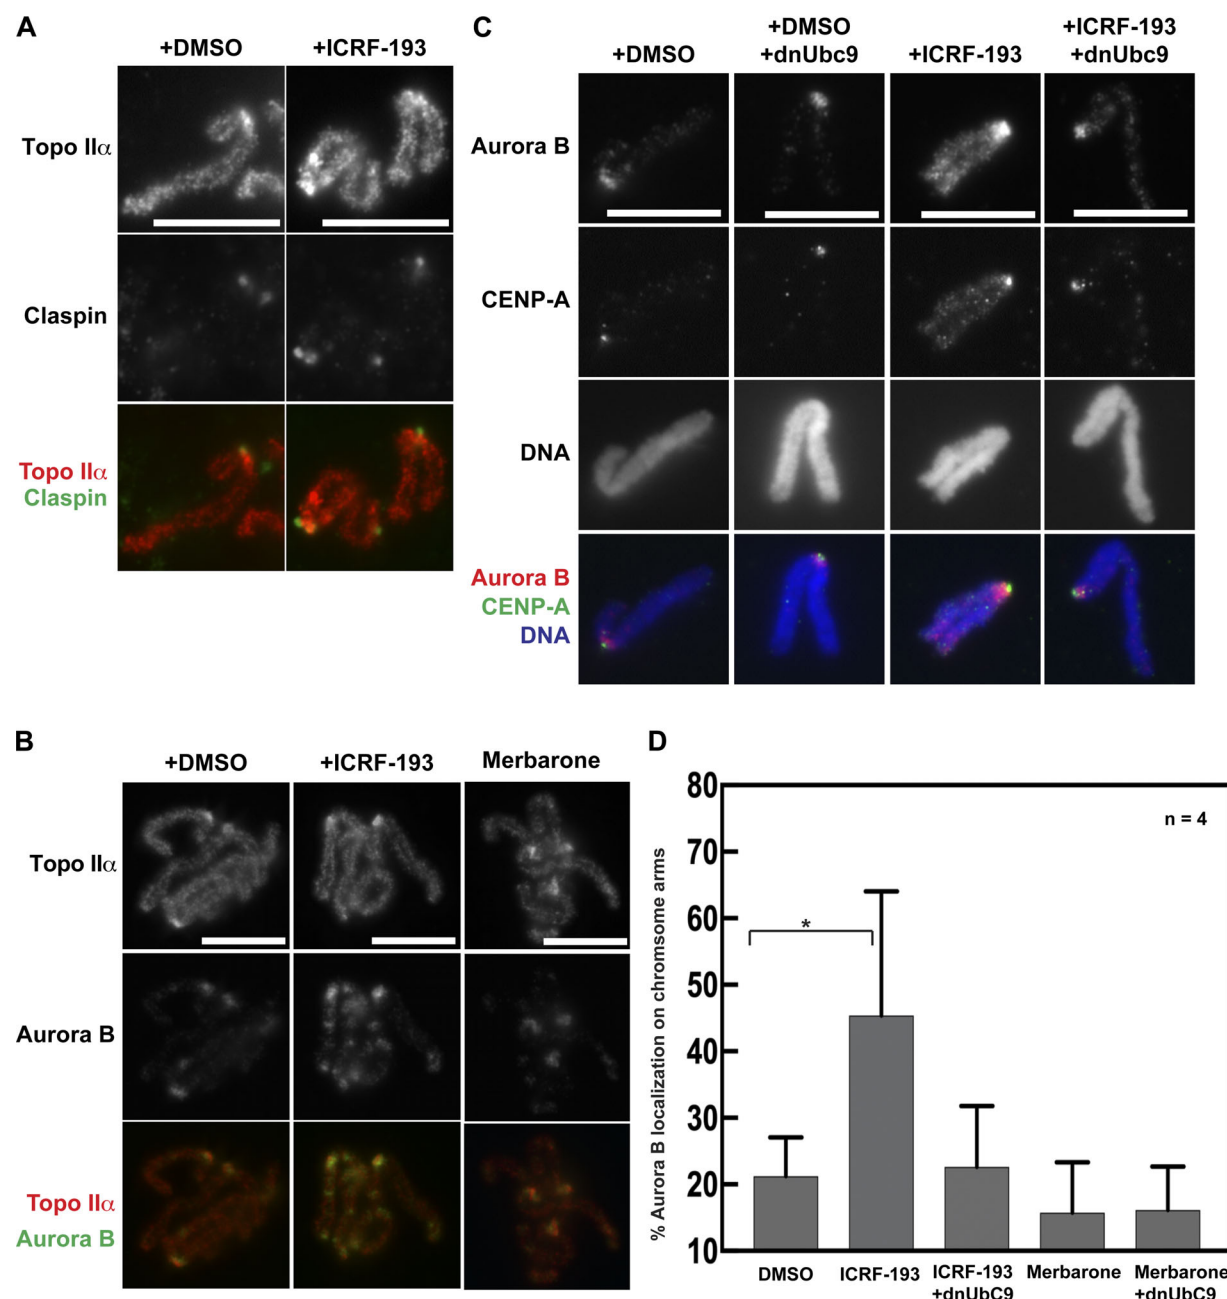 A
+DMSO
+ICRF-193
Topo IIα
Claspin
Topo IIα
Claspin
C
+DMSO
+DMSO
+dnUbc9
+ICRF-193
+ICRF-193
+dnUbc9
Aurora B
CENP-A
DNA
Aurora B
CENP-A
DNA
B
+DMSO
+ICRF-193
Merbarone
Topo IIα
Aurora B
Topo IIα
Aurora B
D
% Aurora B localization on chromsome arms
80
70
60
50
40
30
20
10
n = 4
*
DMSO
ICRF-193
ICRF-193
+dnUbC9
Merbarone
Merbarone
+dnUbC9